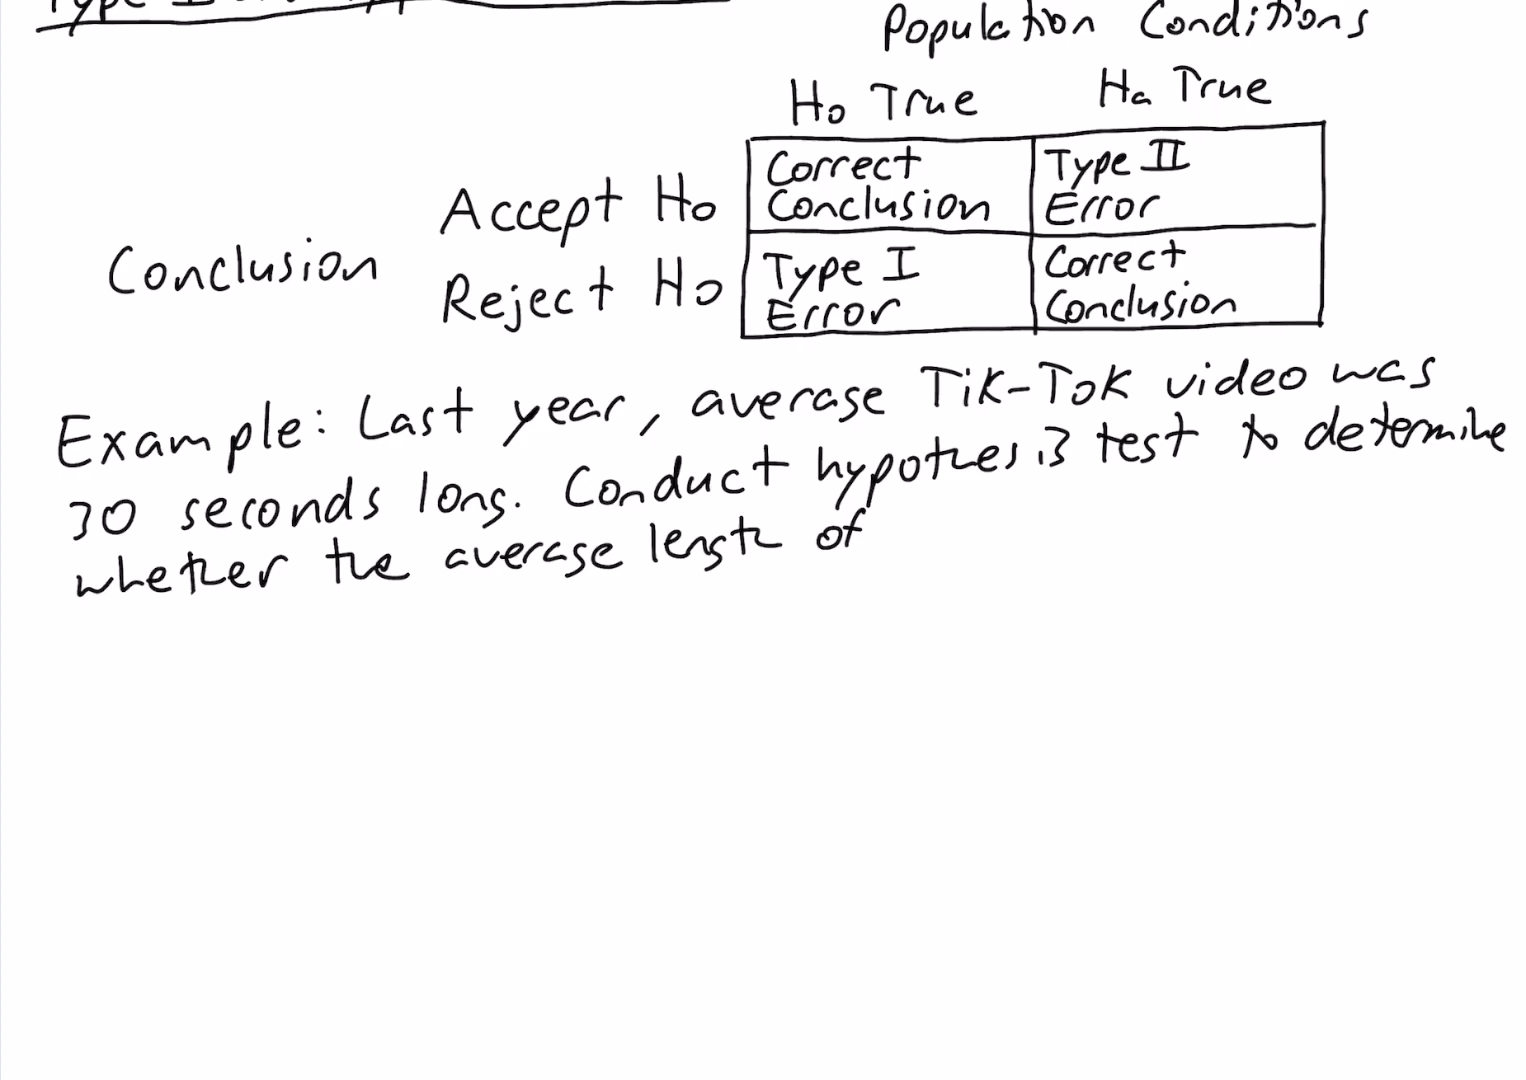 Type I
Population Conditions
Ho True Ha True
Correct Type II
Accept Ho Conclusion Error
Conclusion
Reject Ho Type I Correct
Error Conclusion
Example: Last year, average TiK-ToK video was
30 seconds long. Conduct hypothesis test to determine
whether the average length of